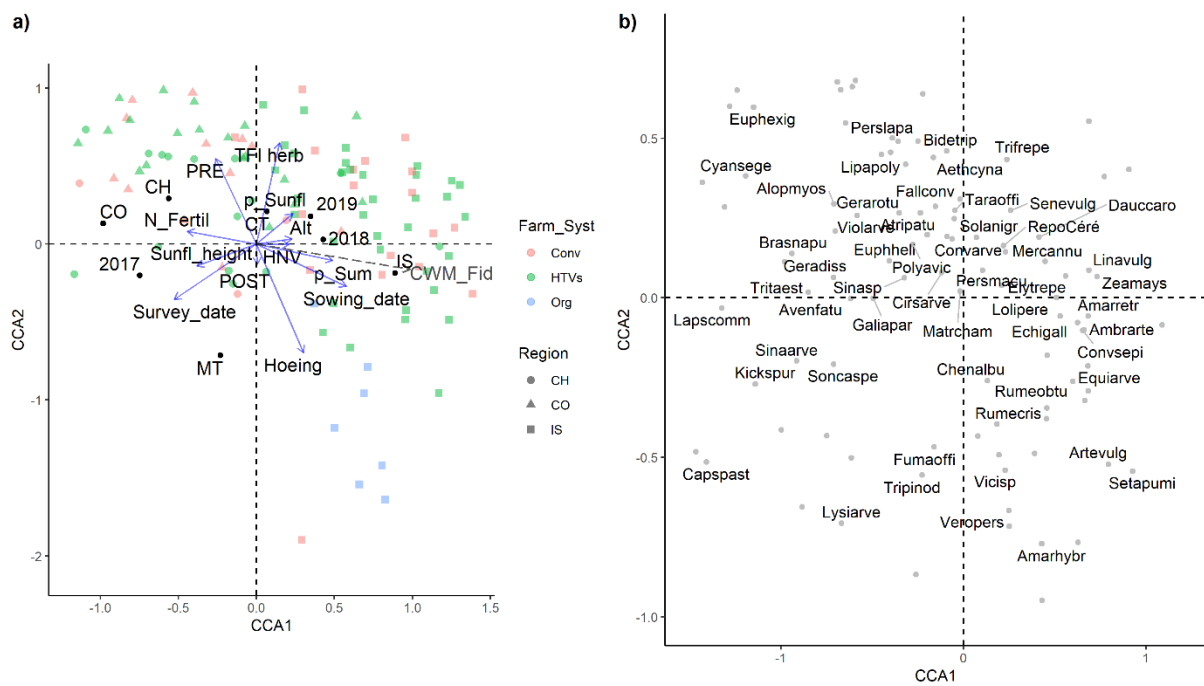 a)
CCA2
1
0
-1
-2
-1.0
-0.5
0.0
0.5
1.0
1.5
CCA1
TFI herb
PRE
CH
CO
N_Fertil
p_Sunfl
CT
Alt
2019
2018
Sunfl_height
HNV
IS
2017
POST
p_Sum
CWM_Fid
Sowing_date
Survey_date
MT
Hoeing
Farm_Syst
Conv
HTVs
Org
Region
CH
CO
IS
b)
CCA2
0.5
0.0
-0.5
-1.0
-1
0
1
CCA1
Euphexig
Perslapa
Bidetrip
Trifrepe
Cyansege
Lipapoly
Aethcyna
Alopmyos
Fallconv
Gerarotu
Taraoffi
Senevulg
Dauccaro
Violarve
Atripatu
Solanigr
RepoCéré
Brasnapu
Euphheli
Convarve
Mercannu
Geradiss
Polyavic
Linavulg
Tritaest
Sinasp
Persmacu
Elytrepe
Zeamays
Avenfatu
Cirsarve
Lolipere
Amarretr
Lapscomm
Galiapar
Matrcham
Echigall
Ambrarte
Sinaarve
Convsepi
Kickspur
Soncaspe
Chenalbu
Equiarve
Rumeobtu
Rumecris
Capspast
Fumaoffi
Artevulg
Tripinod
Vicisp
Setapumi
Lysiarve
Veropers
Amarhybr